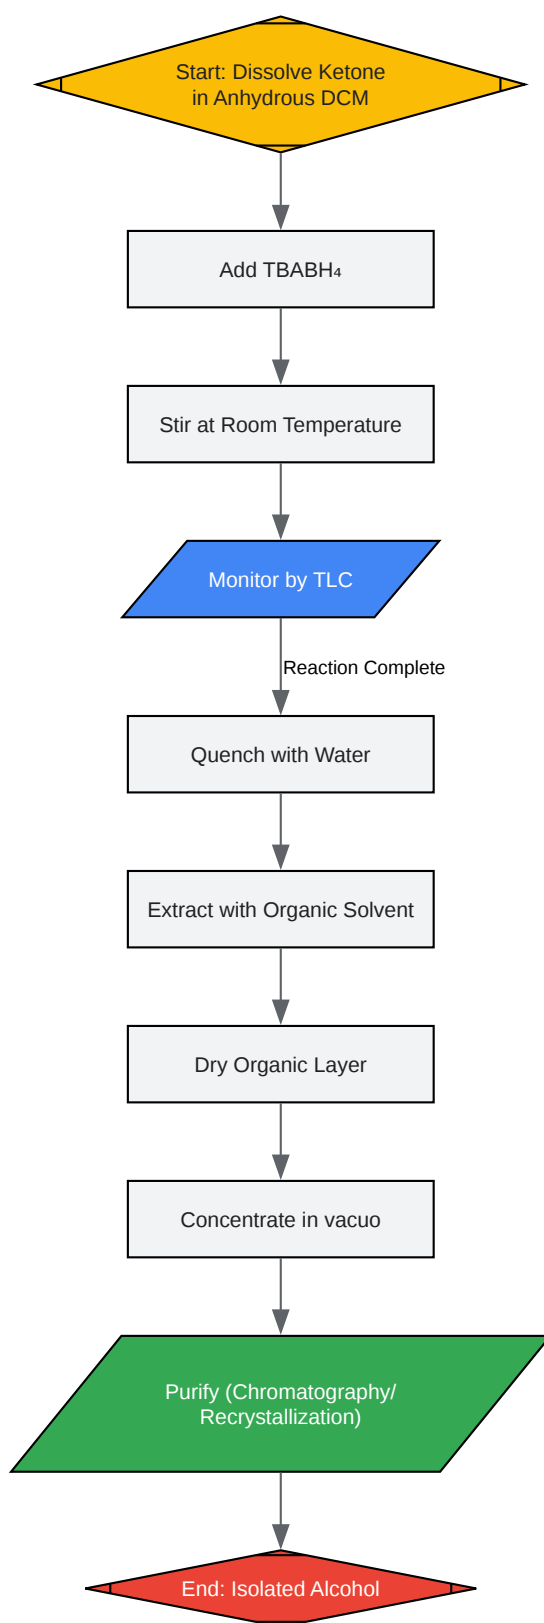 Start: Dissolve Ketone
in Anhydrous DCM
Add TBABH₄
Stir at Room Temperature
Monitor by TLC
Reaction Complete
Quench with Water
Extract with Organic Solvent
Dry Organic Layer
Concentrate in vacuo
Purify (Chromatography/
Recrystallization)
End: Isolated Alcohol